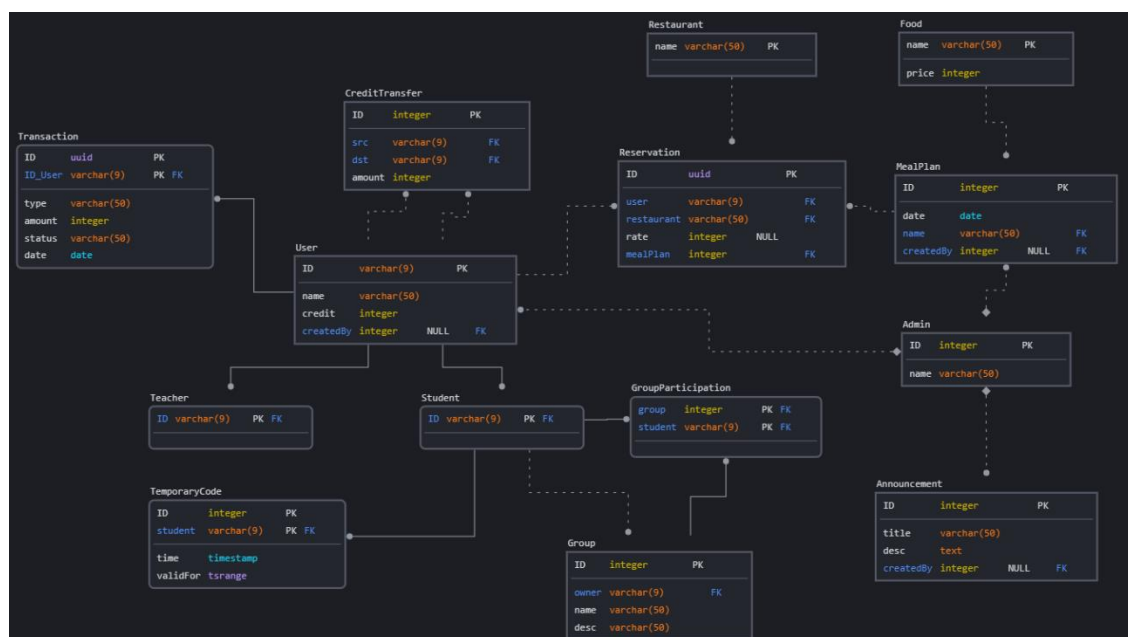 Restaurant
name varchar(50) PK
Food
name varchar(50) PK
price integer
CreditTransfer
ID integer PK
src varchar(9) FK
dst varchar(9) FK
amount integer
Transaction
ID uuid PK
ID_User varchar(9) PK FK
type varchar(50)
amount integer
status varchar(50)
date date
Reservation
ID uuid PK
user varchar(9) FK
restaurant varchar(50) FK
rate integer NULL
mealPlan integer FK
MealPlan
ID integer PK
date date
name varchar(50) FK
createdBy integer NULL FK
User
ID varchar(9) PK
name varchar(50)
credit integer
createdBy integer NULL FK
Admin
ID integer PK
name varchar(50)
Teacher
ID varchar(9) PK FK
Student
ID varchar(9) PK FK
GroupParticipation
group integer PK FK
student varchar(9) PK FK
TemporaryCode
ID integer PK
student varchar(9) PK FK
time timestamp
validFor tsrange
Group
ID integer PK
owner varchar(9) FK
name varchar(50)
desc varchar(50)
Announcement
ID integer PK
title varchar(50)
desc text
createdBy integer NULL FK